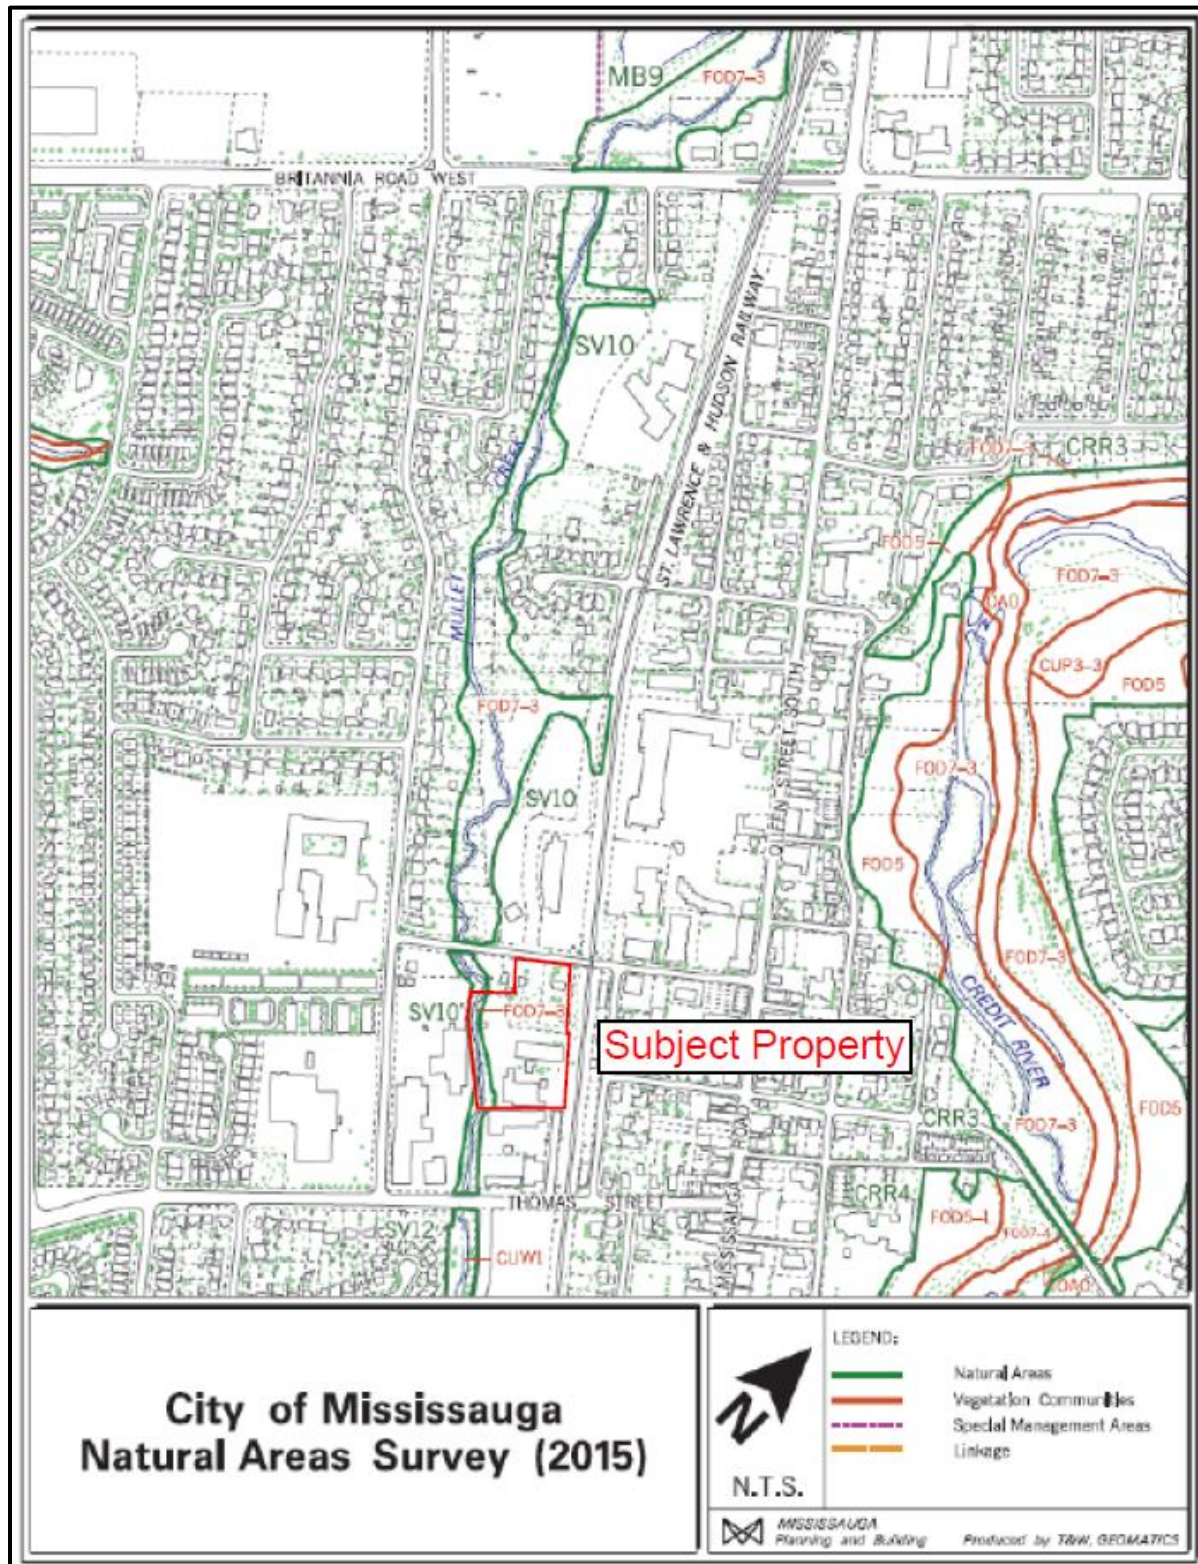 MB9
FOD7-3
BRITANNIA ROAD WEST
SV10
ST. LAWRENCE & HUDSON RAILWAY
CREEK
MULLET
FOD7-3
CRR3
FOD5
FOD7-3
OAO
CUP3-3
FOD5
FOD7-3
QUEEN STREET SOUTH
FOD7-3
SV10
FOD5
FOD7-3
SV10
FOD7-3
CREDIT RIVER
Subject Property
CRR3
FOD7-3
FOD5
THOMAS STREET
MISSISSAUGA ROAD
CRR4
FOD5-1
FOD7-4
OAO
SV12
CUW1
City of Mississauga
Natural Areas Survey (2015)
N
N.T.S.
LEGEND:
Natural Areas
Vegetation Communities
Special Management Areas
Linkage
MISSISSAUGA
Planning and Building
Produced by T&W, GEOMATICS